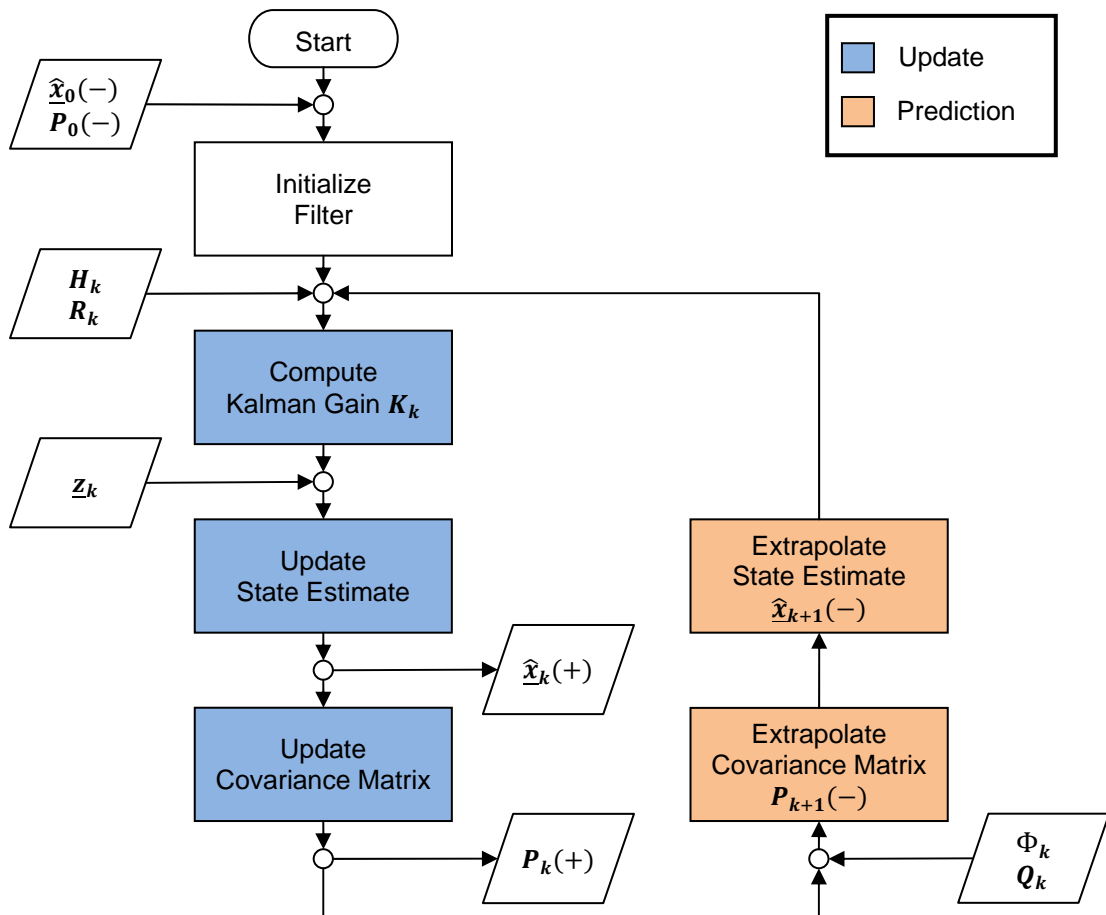 Start
Update
Prediction
x̲̂₀(−)
P₀(−)
Initialize
Filter
Hₖ
Rₖ
Compute
Kalman Gain Kₖ
z̲ₖ
Update
State Estimate
Extrapolate
State Estimate
x̲̂ₖ₊₁(−)
x̲̂ₖ(+)
Update
Covariance Matrix
Extrapolate
Covariance Matrix
Pₖ₊₁(−)
Pₖ(+)
Φₖ
Qₖ